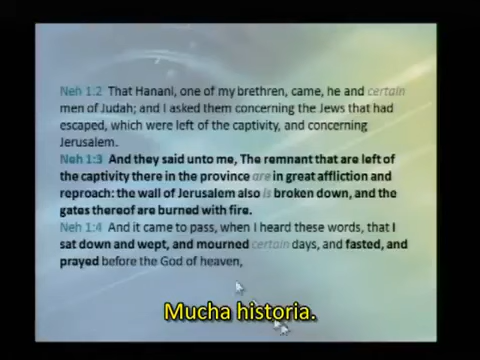 Neh 1:2 That Hanani, one of my brethren, came, he and certain
men of Judah; and I asked them concerning the Jews that had
escaped, which were left of the captivity, and concerning
Jerusalem.
Neh 1:3 And they said unto me, The remnant that are left of
the captivity there in the province are in great affliction and
reproach: the wall of Jerusalem also is broken down, and the
gates thereof are burned with fire.
Neh 1:4 And it came to pass, when I heard these words, that I
sat down and wept, and mourned certain days, and fasted, and
prayed before the God of heaven,
Mucha historia.